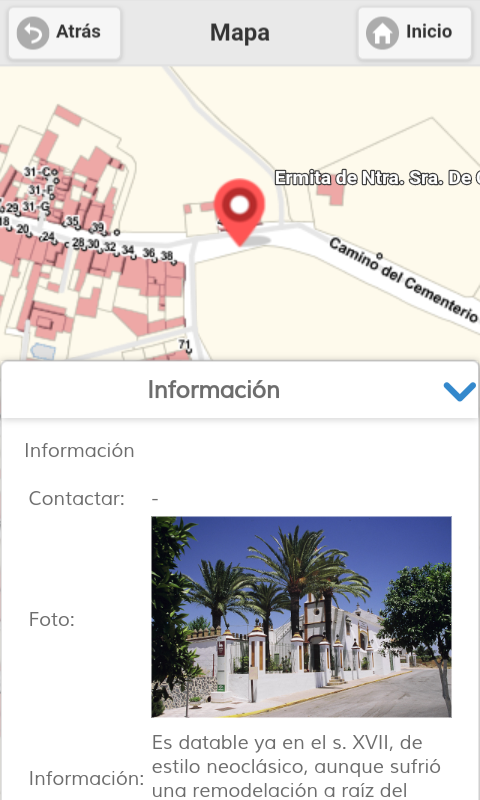 Atrás
Mapa
Inicio
Ermita de Ntra. Sra. De
31-C
31-F
31-G
29
18
20
24
35
39
28
30
32
34
36
38
Camino del Cementerio
71
Información
Información
Contactar: -
Foto:
Es datable ya en el s. XVII, de
estilo neoclásico, aunque sufrió
Información:
una remodelación a raíz del